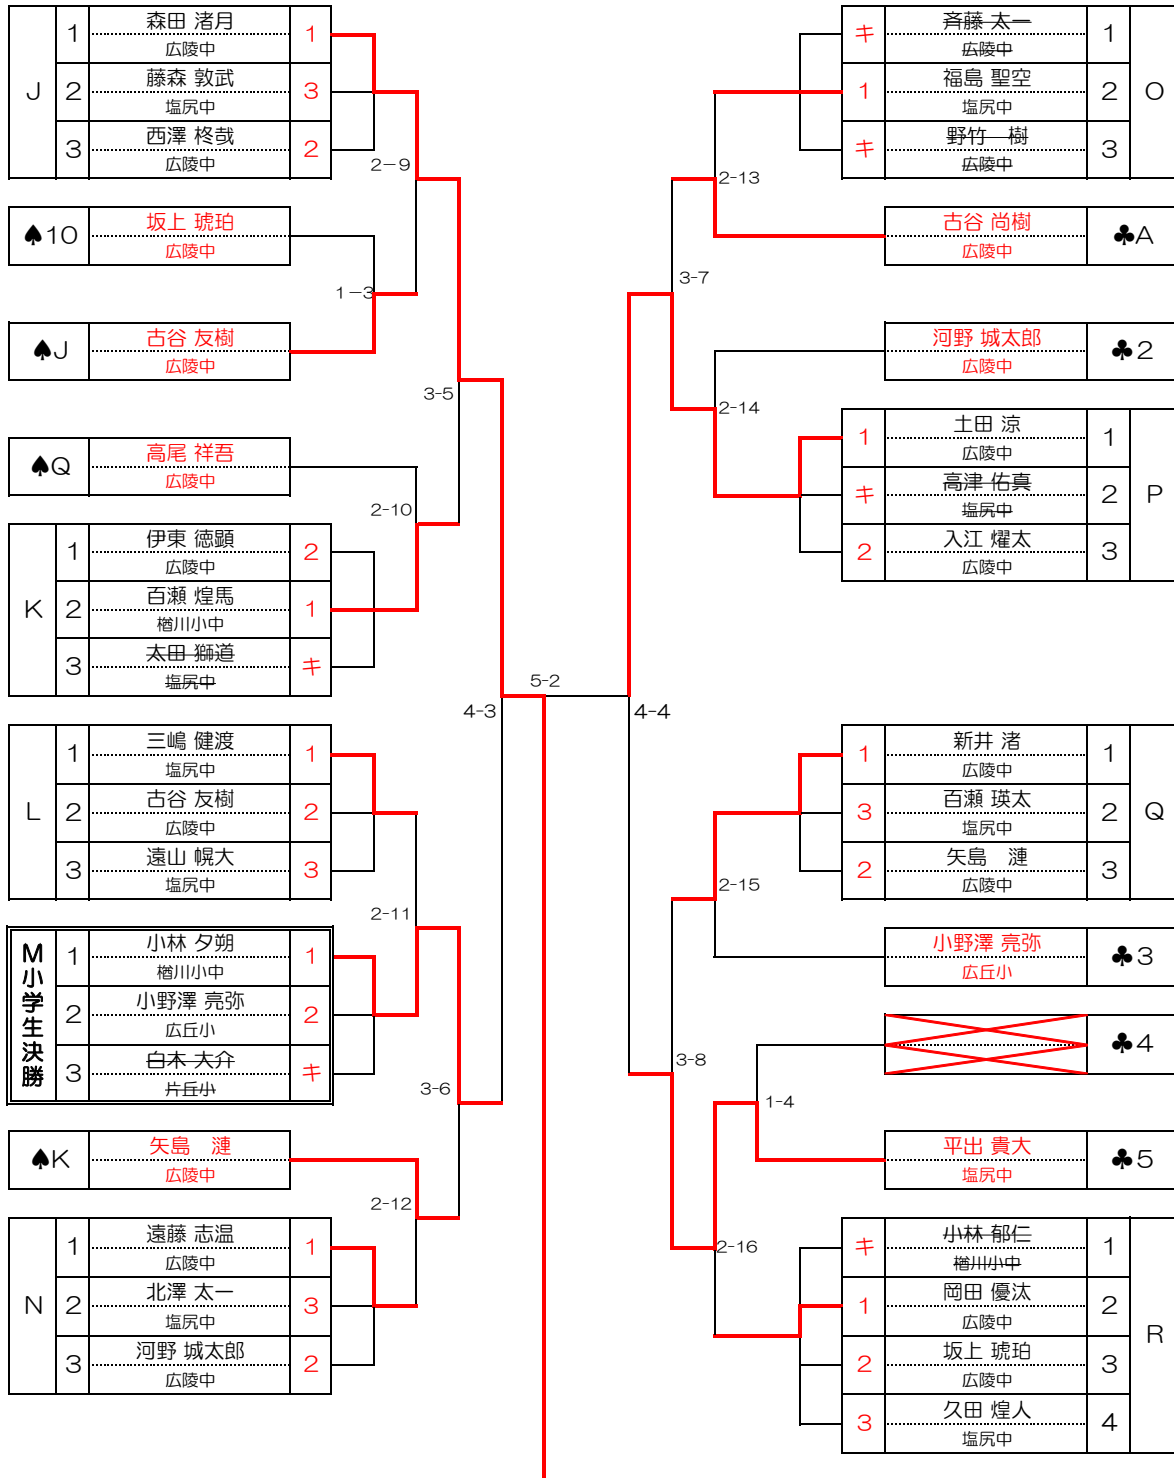 J
1 森田 渚月 1
広陵中
2 藤森 敦武 3
塩尻中
3 西澤 柊哉 2
広陵中
2－9
♠10 坂上 琥珀
広陵中
1－3
♠J 古谷 友樹
広陵中
3-5
♠Q 高尾 祥吾
広陵中
2-10
K
1 伊東 徳顕 2
広陵中
2 百瀬 煌馬 1
楢川小中
3 太田 獅道 キ
塩尻中
5-2
4-3
L
1 三嶋 健渡 1
塩尻中
2 古谷 友樹 2
広陵中
3 遠山 幌大 3
塩尻中
2-11
M小学生決勝
1 小林 夕朔 1
楢川小中
2 小野澤 亮弥 2
広丘小
3 白木 大介 キ
片丘小
3-6
♠K 矢島　漣
広陵中
2-12
N
1 遠藤 志温 1
広陵中
2 北澤 太一 3
塩尻中
3 河野 城太郎 2
広陵中
キ 斉藤 太一 1
広陵中
1 福島 聖空 2
塩尻中
O
キ 野竹　樹 3
広陵中
2-13
古谷 尚樹 ♣A
広陵中
3-7
河野 城太郎 ♣2
広陵中
2-14
1 土田 涼 1
広陵中
キ 高津 佑真 2
塩尻中
P
2 入江 燿太 3
広陵中
4-4
1 新井 渚 1
広陵中
3 百瀬 瑛太 2
塩尻中
Q
2 矢島　漣 3
広陵中
2-15
小野澤 亮弥 ♣3
広丘小
♣4
3-8
1-4
平出 貴大 ♣5
塩尻中
2-16
キ 小林 郁仁 1
楢川小中
1 岡田 優汰 2
広陵中
R
2 坂上 琥珀 3
広陵中
3 久田 煌人 4
塩尻中